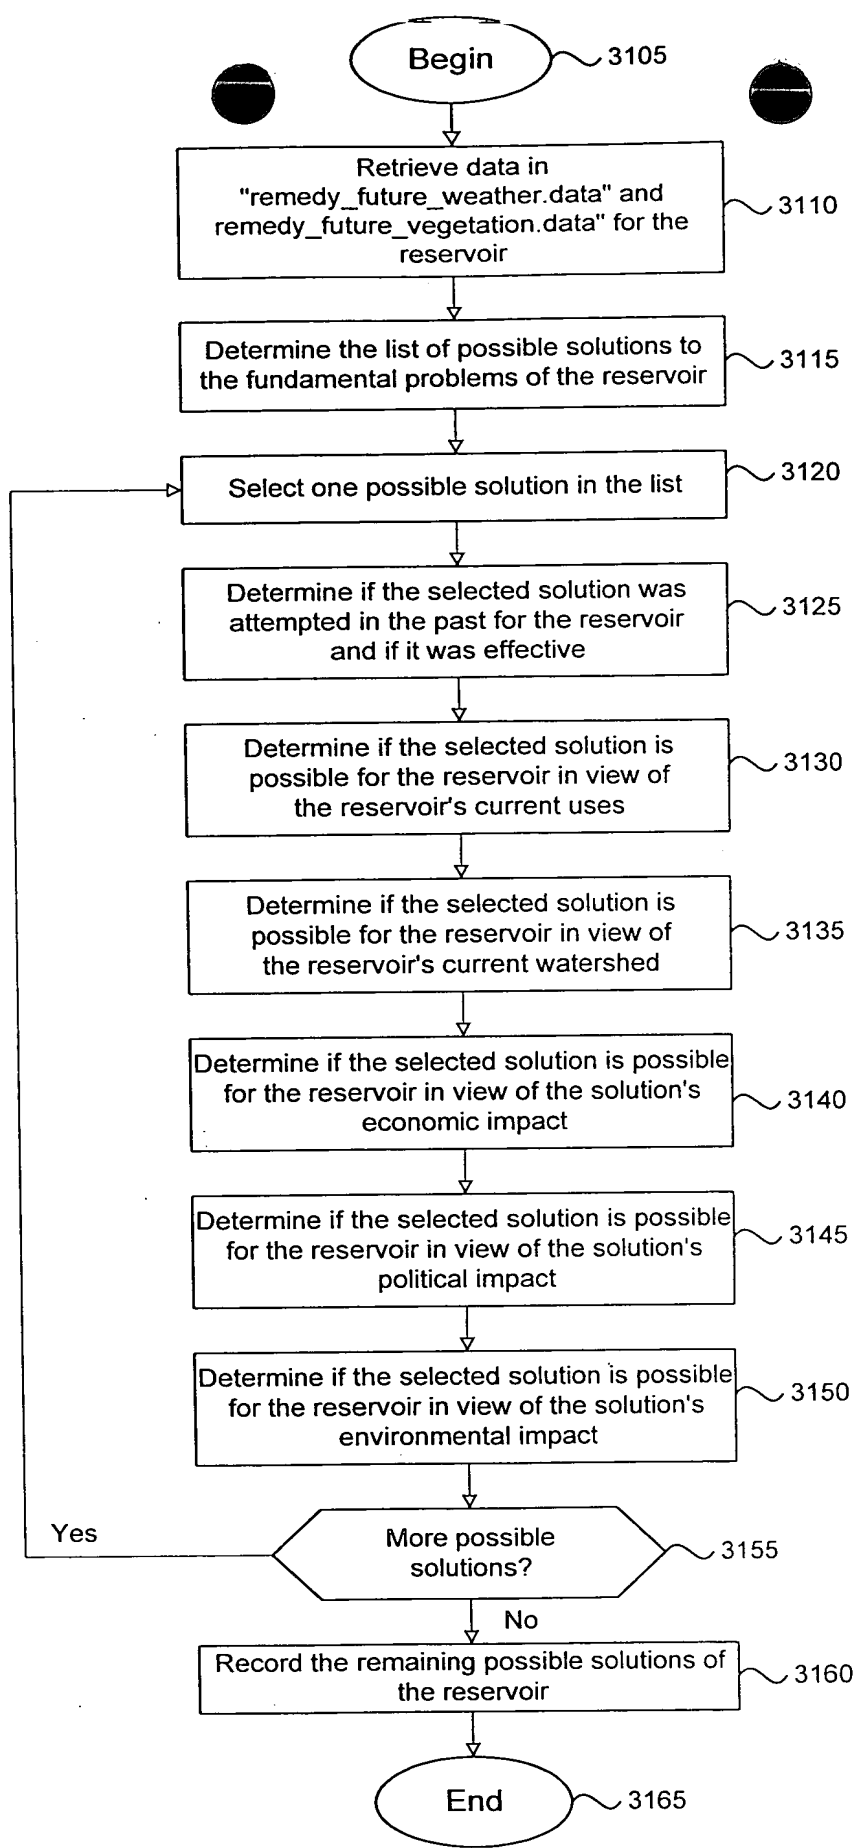 Begin
3105
Retrieve data in
"remedy_future_weather.data" and
remedy_future_vegetation.data" for the
reservoir
3110
Determine the list of possible solutions to
the fundamental problems of the reservoir
3115
Select one possible solution in the list
3120
Determine if the selected solution was
attempted in the past for the reservoir
and if it was effective
3125
Determine if the selected solution is
possible for the reservoir in view of
the reservoir's current uses
3130
Determine if the selected solution is
possible for the reservoir in view of
the reservoir's current watershed
3135
Determine if the selected solution is possible
for the reservoir in view of the solution's
economic impact
3140
Determine if the selected solution is possible
for the reservoir in view of the solution's
political impact
3145
Determine if the selected solution is possible
for the reservoir in view of the solution's
environmental impact
3150
Yes
More possible
solutions?
3155
No
Record the remaining possible solutions of
the reservoir
3160
End
3165